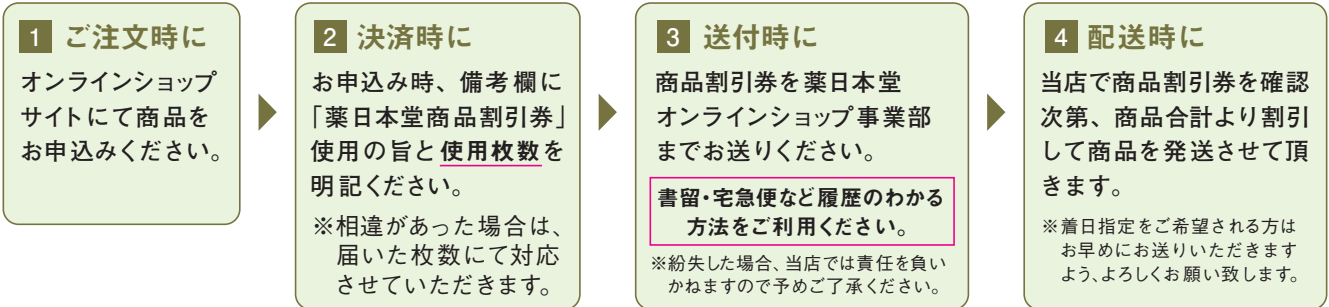 1 ご注文時に
オンラインショップ
サイトにて商品を
お申込みください。
2 決済時に
お申込み時、備考欄に
「薬日本堂商品割引券」
使用の旨と使用枚数を
明記ください。
※相違があった場合は、
届いた枚数にて対応
させていただきます。
3 送付時に
商品割引券を薬日本堂
オンラインショップ事業部
までお送りください。
書留・宅急便など履歴のわかる
方法をご利用ください。
※紛失した場合、当店では責任を負い
かねますので予めご了承ください。
4 配送時に
当店で商品割引券を確認
次第、商品合計より割引
して商品を発送させて頂
きます。
※着日指定をご希望される方は
お早めにお送りいただきます
よう、よろしくお願い致します。